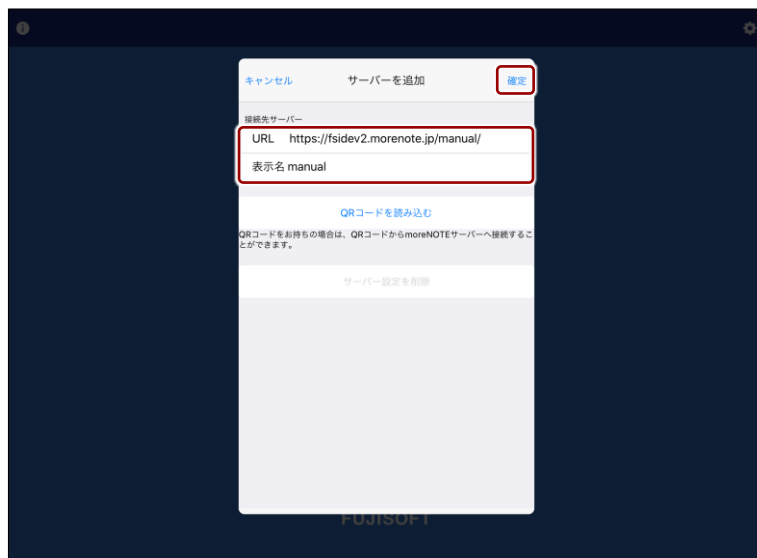 キャンセル サーバーを追加 確定
接続先サーバー
URL https://fsidev2.morenote.jp/manual/
表示名 manual
QRコードを読み込む
QRコードをお持ちの場合は、QRコードからmoreNOTEサーバーへ接続するこ
とができます。
サーバー設定を削除
FUJISOFT